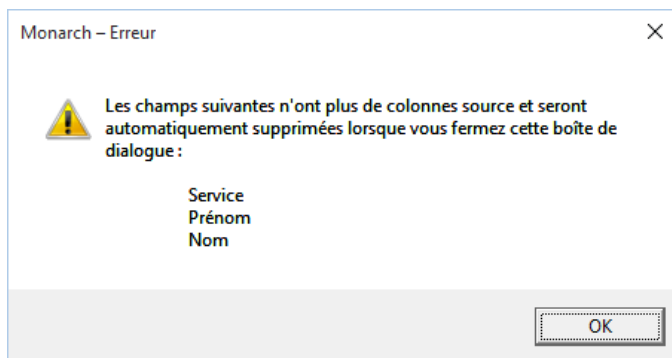 Monarch – Erreur
Les champs suivantes n'ont plus de colonnes source et seront
automatiquement supprimées lorsque vous fermez cette boîte de
dialogue :
Service
Prénom
Nom
OK